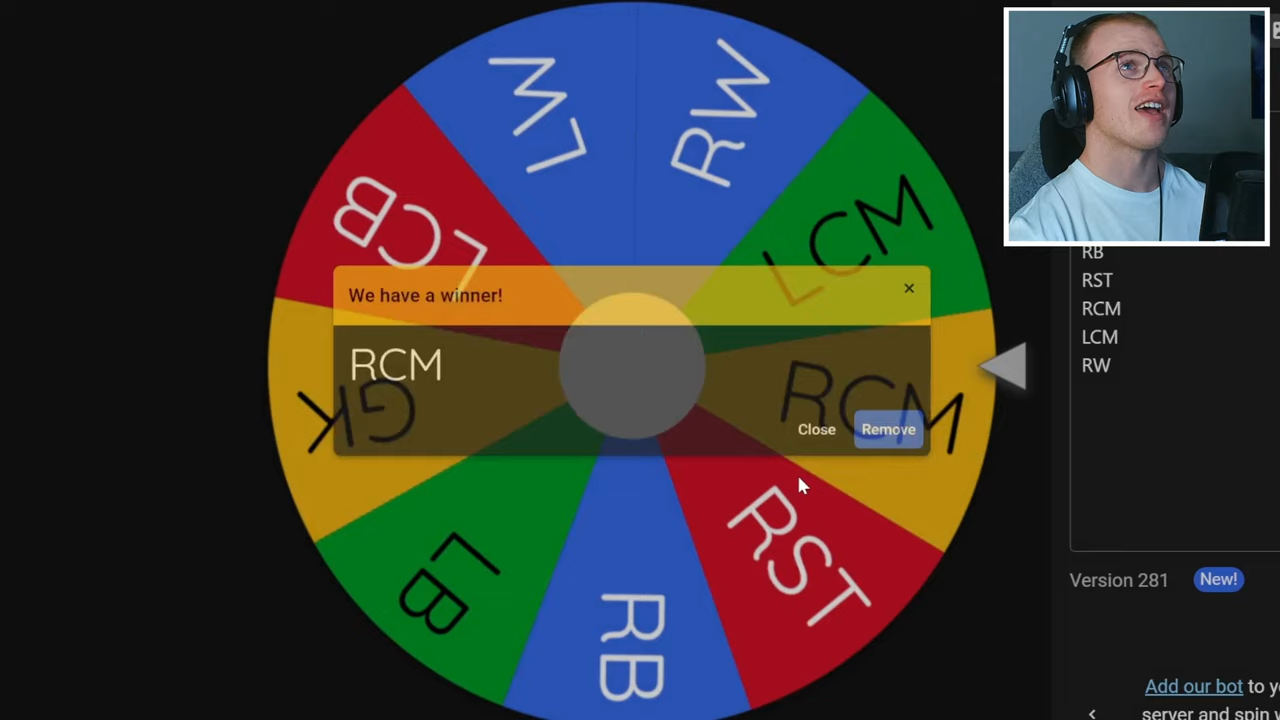 LW
RW
LCB
LCM
We have a winner!
×
RCM
GK
RCM
Close
Remove
LB
RST
RB
RB
RST
RCM
LCM
RW
Version 281
New!
Add our bot to
server and spin